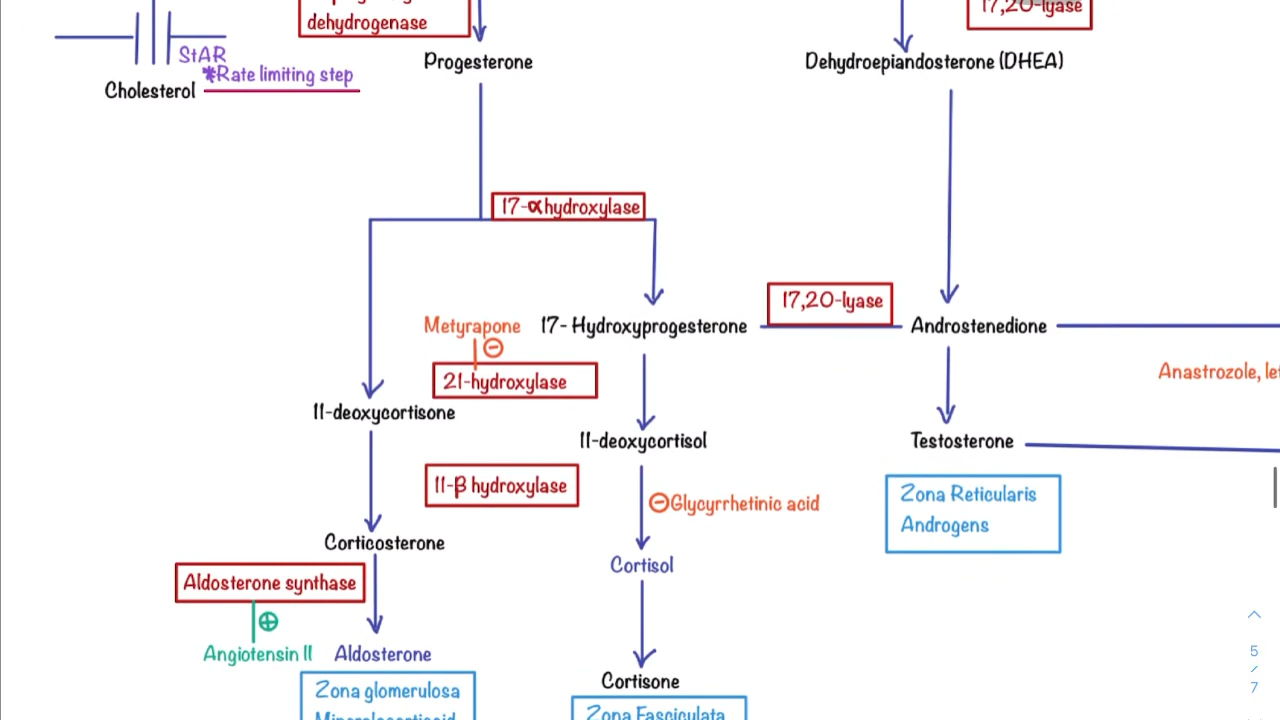 dehydrogenase
17,20-lyase
StAR
*Rate limiting step
Cholesterol
Progesterone
Dehydroepiandosterone (DHEA)
17-α hydroxylase
17,20-lyase
Metyrapone
17- Hydroxyprogesterone
Androstenedione
21-hydroxylase
Anastrozole,
11-deoxycortisone
11-deoxycortisol
Testosterone
11-β hydroxylase
Glycyrrhetinic acid
Zona Reticularis
Androgens
Corticosterone
Cortisol
Aldosterone synthase
Angiotensin II
Aldosterone
Cortisone
Zona glomerulosa
Zona Fasciculata
5
/
7